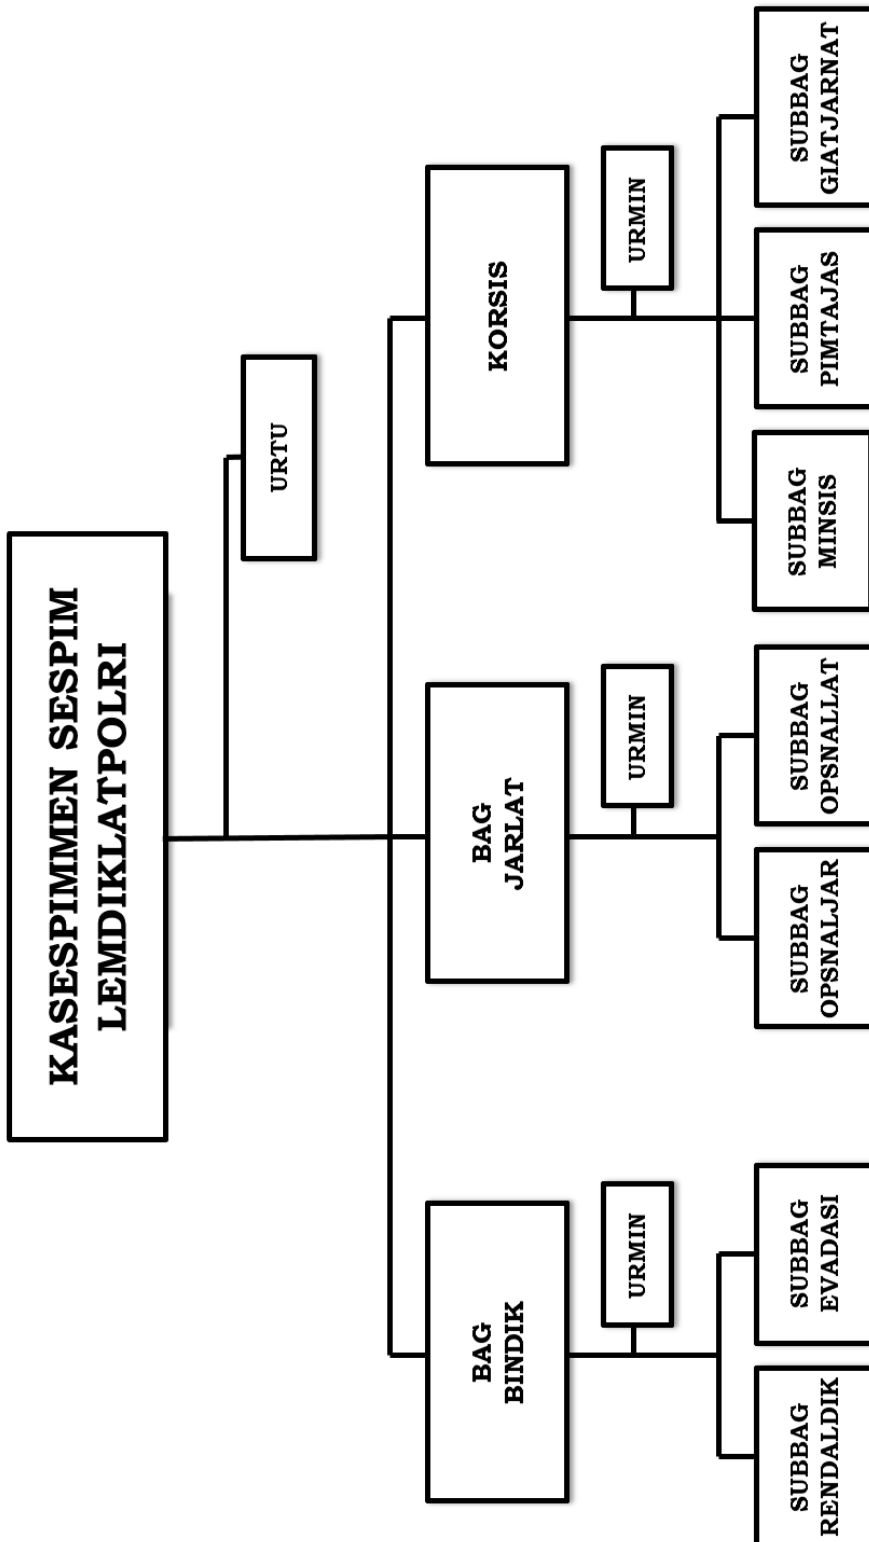 KASESPIMMEN SESPIM
LEMDIKLATPOLRI
URTU
BAG
BINDIK
BAG
JARLAT
KORSIS
URMIN
URMIN
URMIN
SUBBAG
RENDALDIK
SUBBAG
EVADASI
SUBBAG
OPSNALJAR
SUBBAG
OPSNALLAT
SUBBAG
MINSIS
SUBBAG
PIMTAJAS
SUBBAG
GIATJARNAT